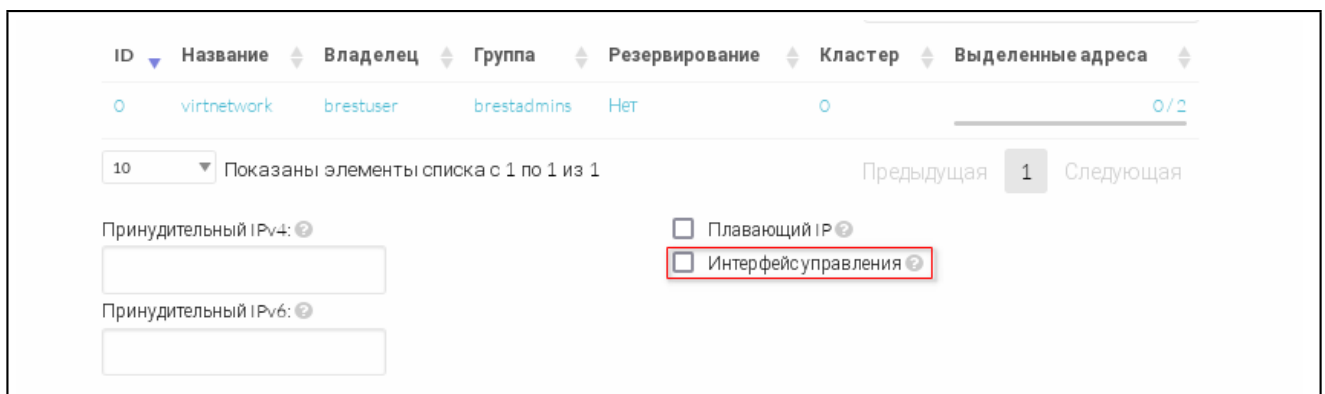 ID Название Владелец Группа Резервирование Кластер Выделенные адреса
0 virtnetwork brestuser brestadmins Нет 0 0 / 2
10 Показаны элементы списка с 1 по 1 из 1 Предыдущая 1 Следующая
Принудительный IPv4: Плавающий IP
Интерфейс управления
Принудительный IPv6: